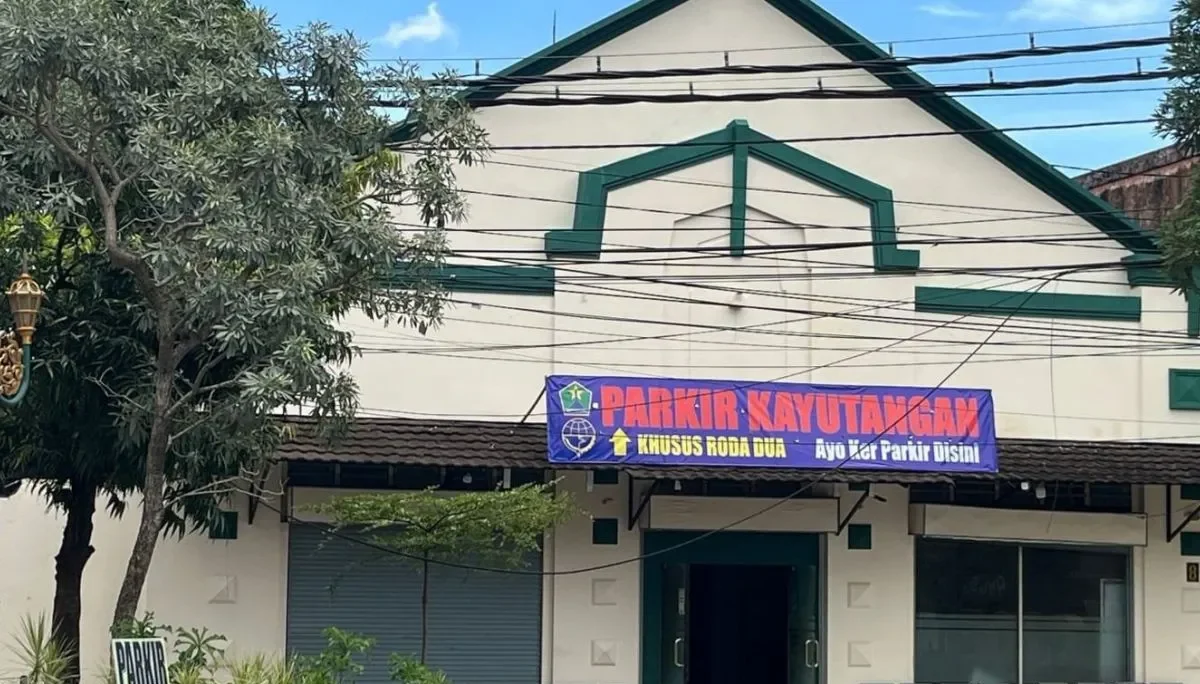 PARKIR KAYUTANGAN
KHUSUS RODA DUA
Ayo Ker Parkir Disini
PARKIR